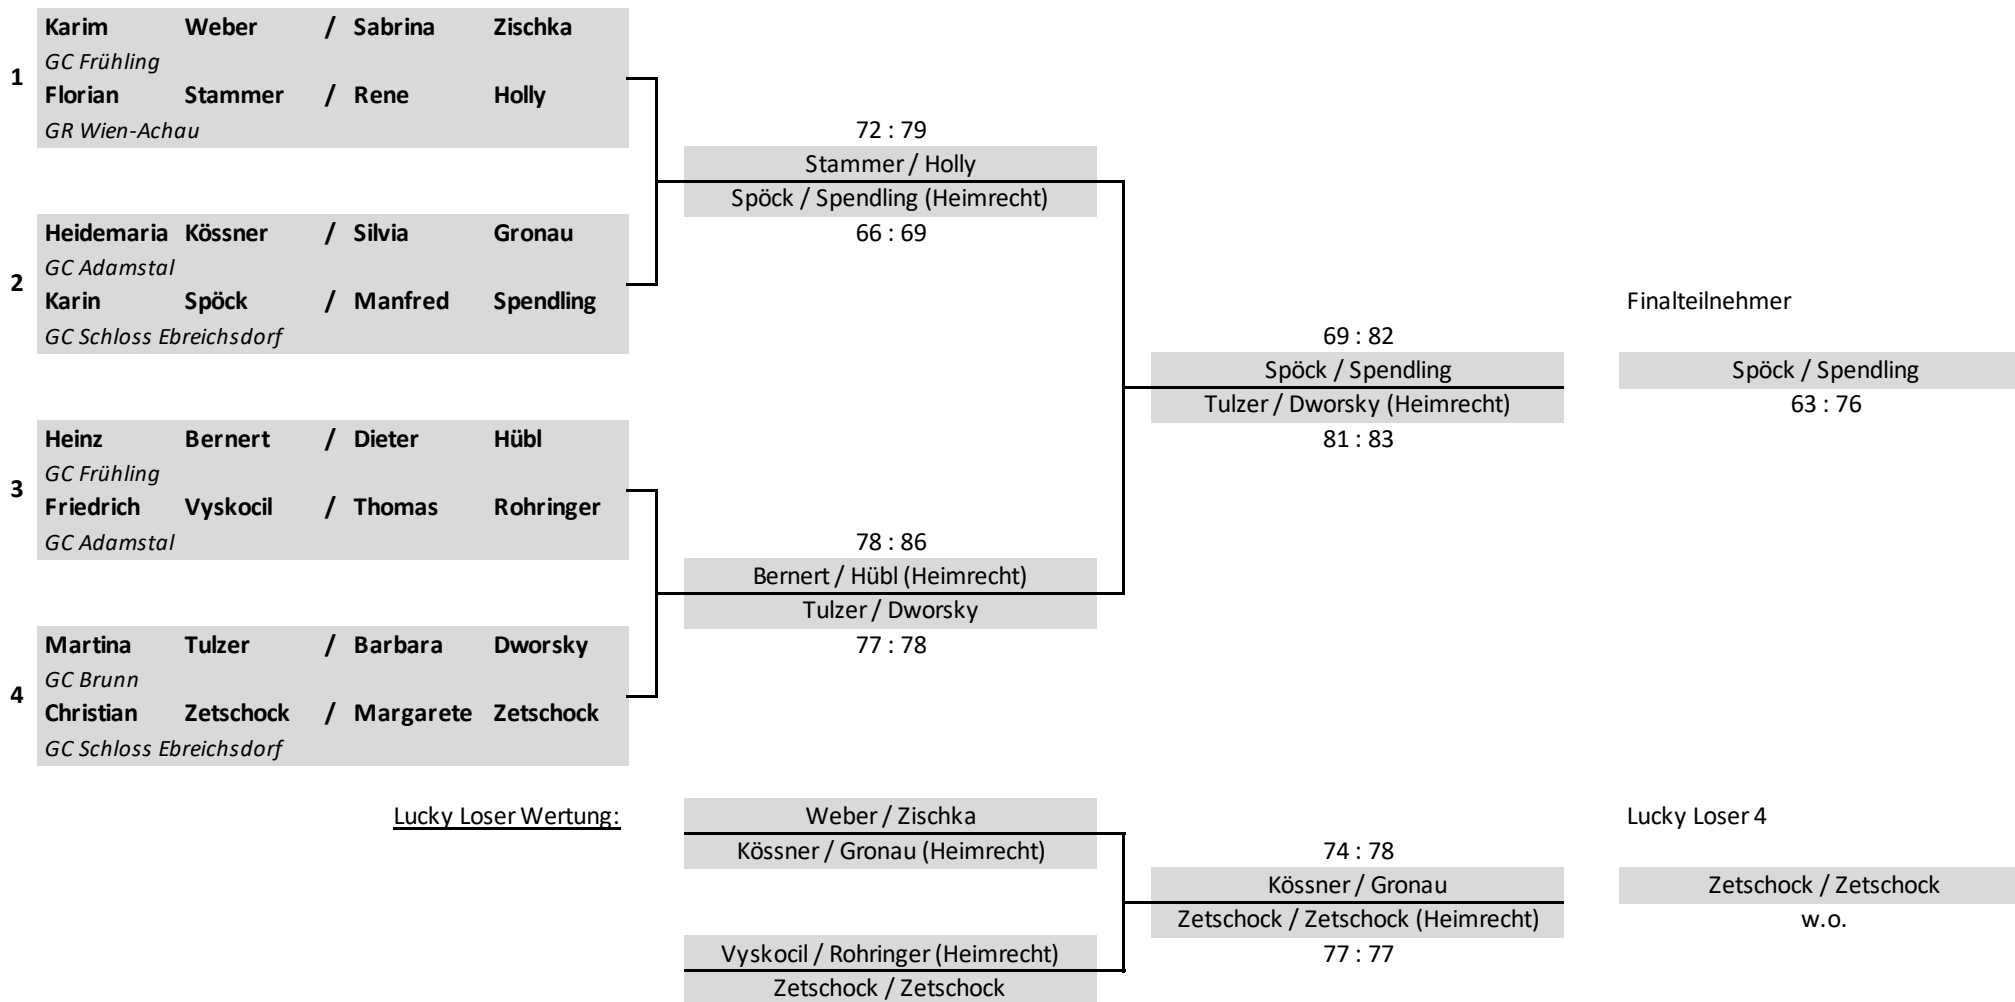 Karim Weber / Sabrina Zischka
GC Frühling
1
Florian Stammer / Rene Holly
GR Wien-Achau
72 : 79
Stammer / Holly
Spöck / Spendling (Heimrecht)
66 : 69
Heidemaria Kössner / Silvia Gronau
GC Adamstal
2
Karin Spöck / Manfred Spendling
GC Schloss Ebreichsdorf
Finalteilnehmer
69 : 82
Spöck / Spendling
Tulzer / Dworsky (Heimrecht)
81 : 83
Spöck / Spendling
63 : 76
Heinz Bernert / Dieter Hübl
GC Frühling
3
Friedrich Vyskocil / Thomas Rohringer
GC Adamstal
78 : 86
Bernert / Hübl (Heimrecht)
Tulzer / Dworsky
77 : 78
Martina Tulzer / Barbara Dworsky
GC Brunn
4
Christian Zetschock / Margarete Zetschock
GC Schloss Ebreichsdorf
Lucky Loser Wertung:
Weber / Zischka
Kössner / Gronau (Heimrecht)
Lucky Loser 4
74 : 78
Kössner / Gronau
Zetschock / Zetschock (Heimrecht)
77 : 77
Zetschock / Zetschock
w.o.
Vyskocil / Rohringer (Heimrecht)
Zetschock / Zetschock